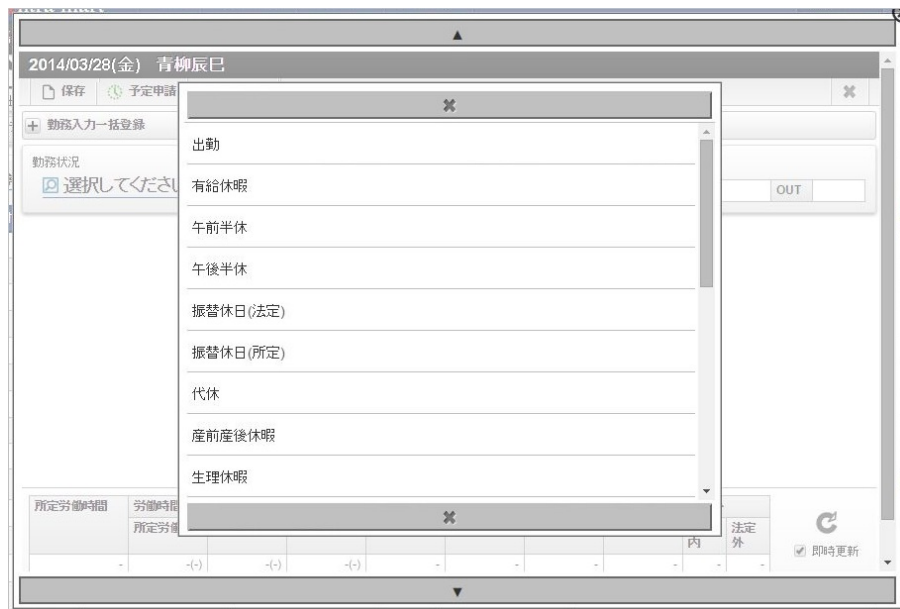 ▲
2014/03/28(金) 青柳辰巳
保存 予定申請
✖
勤務入力一括登録
勤務状況
選択してくださ
OUT
出勤
有給休暇
午前半休
午後半休
振替休日(法定)
振替休日(所定)
代休
産前産後休暇
生理休暇
✖
所定労働時間 労働時
所定労働
内 法定外
即時更新
- -(-) -(-) -(-) - - - - - -
▼